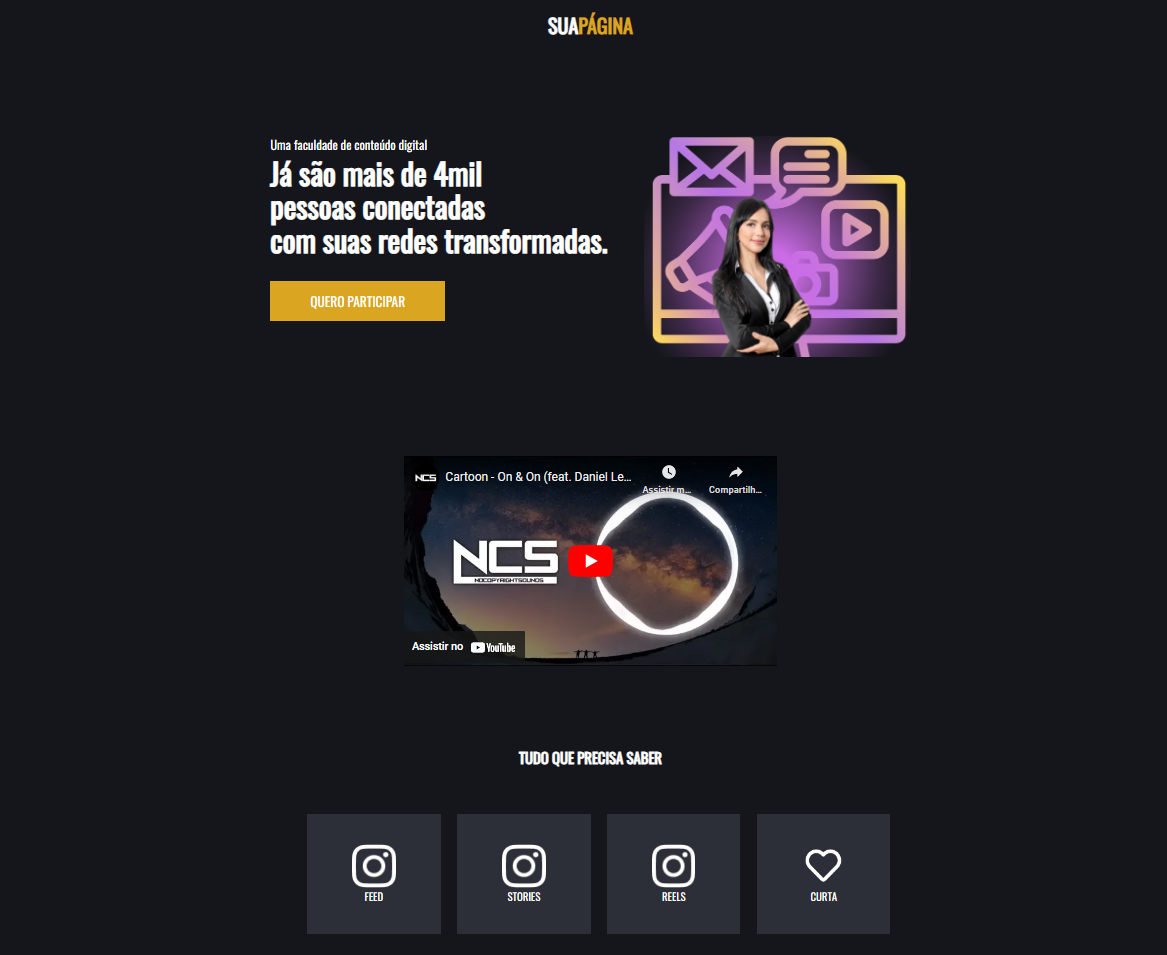 SUAPÁGINA
Uma faculdade de conteúdo digital
Já são mais de 4mil
pessoas conectadas
com suas redes transformadas.
QUERO PARTICIPAR
NCS
Cartoon - On & On (feat. Daniel Le...
Assistir m...
Compartilh...
NCS
NOCOPYRIGHTSOUNDS
Assistir no YouTube
TUDO QUE PRECISA SABER
FEED
STORIES
REELS
CURTA